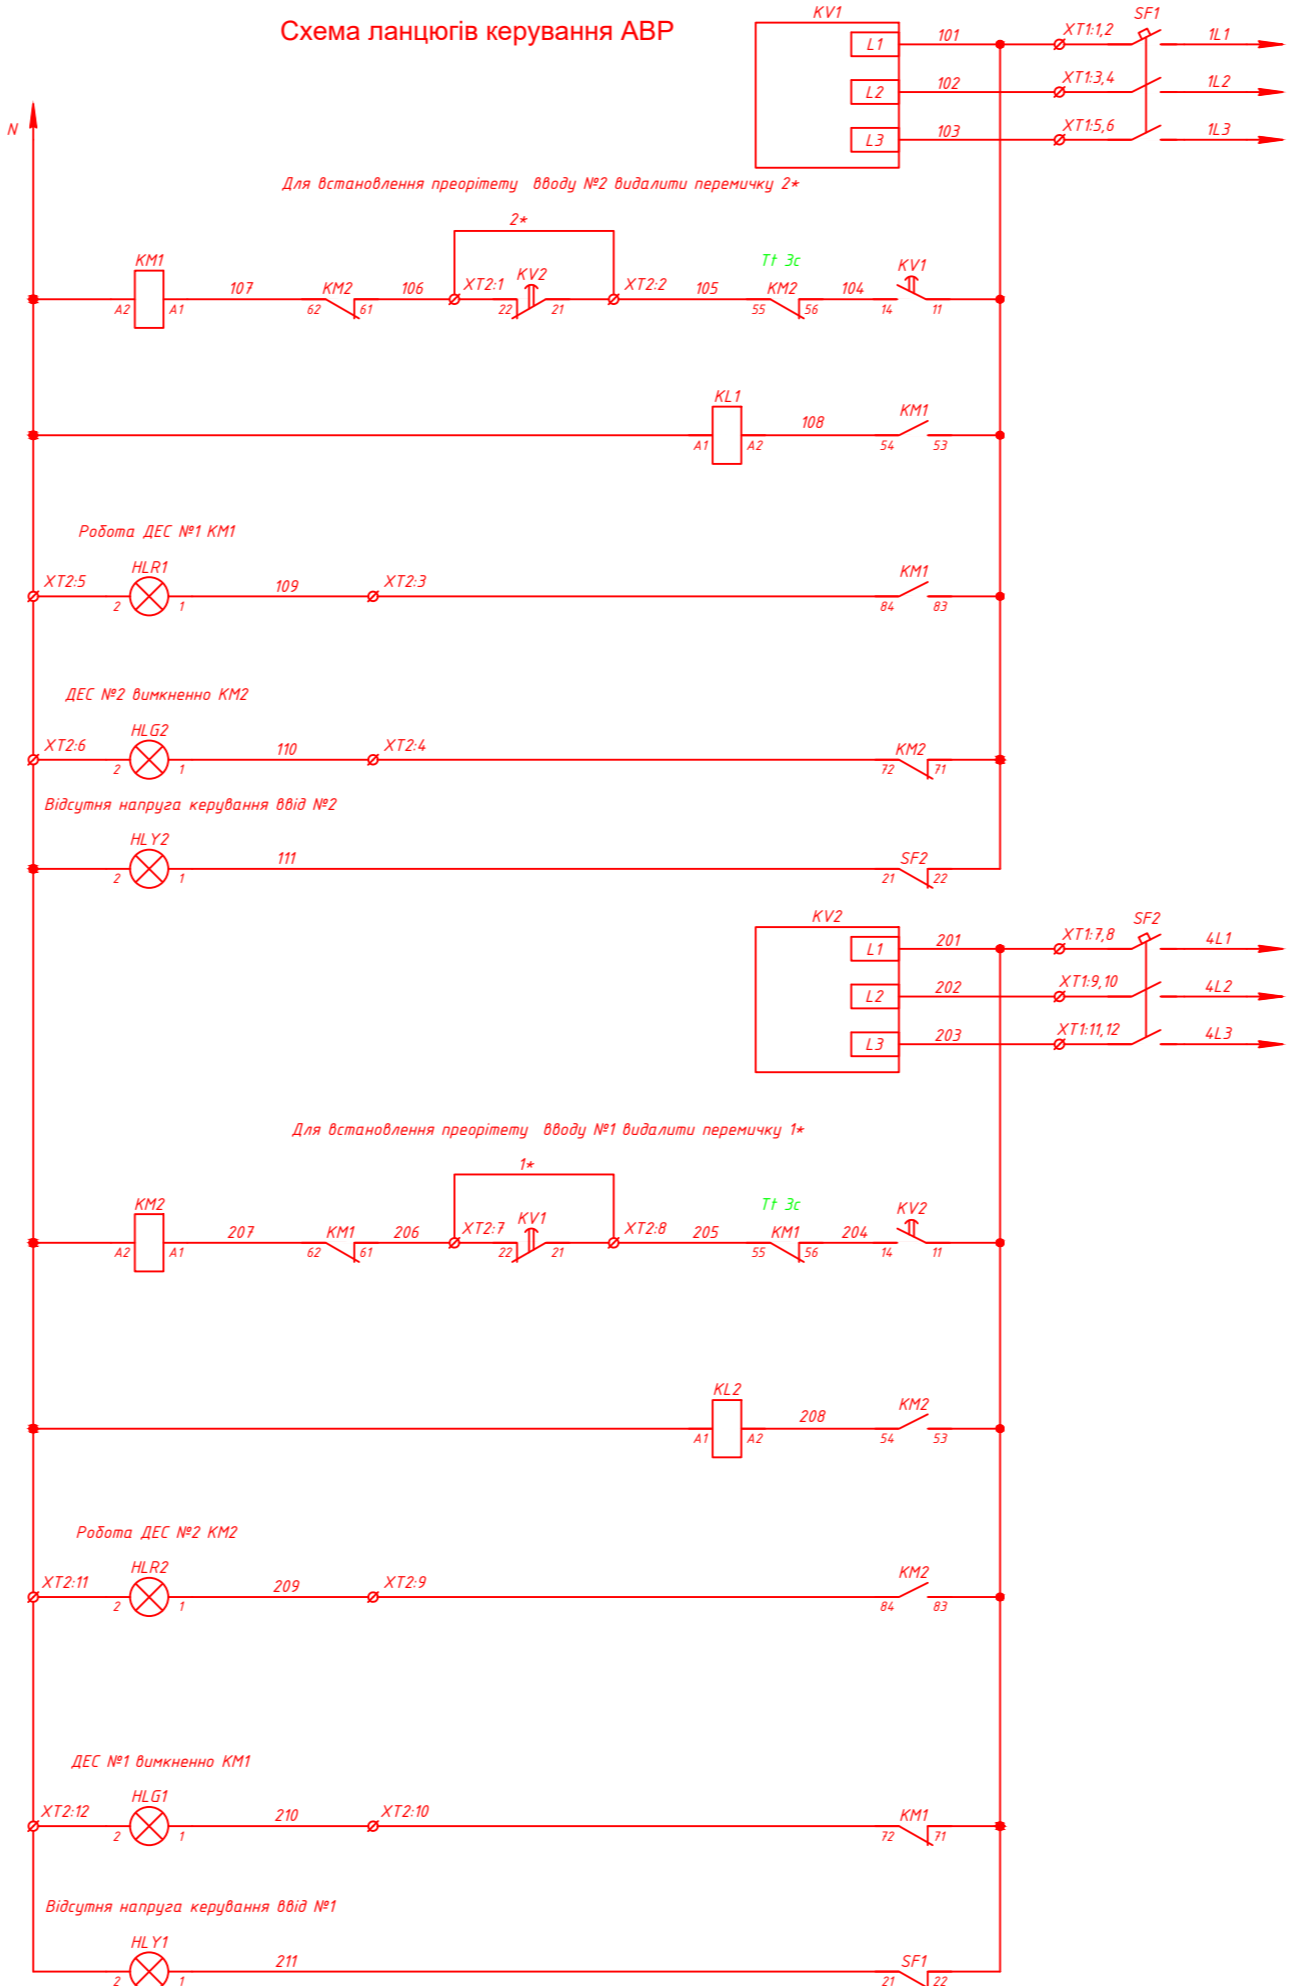 Схема ланцюгів керування АВР
KV1
SF1
L1 101 XT1:1,2 1L1
L2 102 XT1:3,4 1L2
L3 103 XT1:5,6 1L3
N
Для встановлення преорітету вводу №2 видалити перемичку 2*
2*
Tt 3c
KM1 107 KM2 106 XT2:1 KV2 XT2:2 105 KM2 104 KV1
A2 A1 62 61 22 21 55 56 14 11
KL1 108 KM1
A1 A2 54 53
Робота ДЕС №1 KM1
XT2:5 HLR1 109 XT2:3 KM1
2 1 84 83
ДЕС №2 вимкненно KM2
XT2:6 HLG2 110 XT2:4 KM2
2 1 72 71
Відсутня напруга керування ввід №2
HLY2 111 SF2
2 1 21 22
KV2
SF2
L1 201 XT1:7,8 4L1
L2 202 XT1:9,10 4L2
L3 203 XT1:11,12 4L3
Для встановлення преорітету вводу №1 видалити перемичку 1*
1*
Tt 3c
KM2 207 KM1 206 XT2:7 KV1 XT2:8 205 KM1 204 KV2
A2 A1 62 61 22 21 55 56 14 11
KL2 208 KM2
A1 A2 54 53
Робота ДЕС №2 KM2
XT2:11 HLR2 209 XT2:9 KM2
2 1 84 83
ДЕС №1 вимкненно KM1
XT2:12 HLG1 210 XT2:10 KM1
2 1 72 71
Відсутня напруга керування ввід №1
HLY1 211 SF1
2 1 21 22